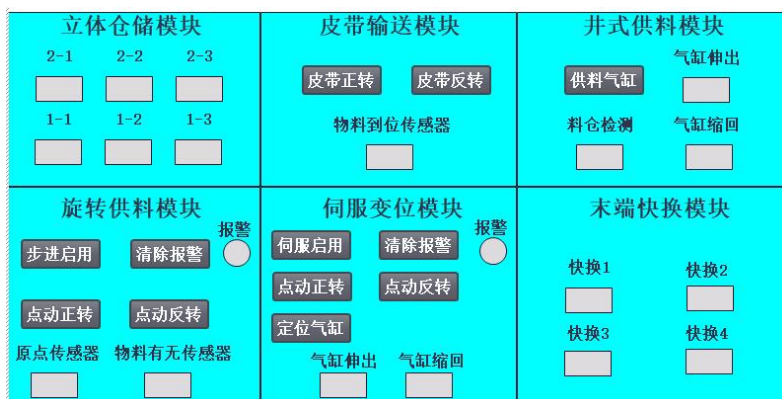 立体仓储模块
2-1 2-2 2-3
1-1 1-2 1-3
皮带输送模块
皮带正转 皮带反转
物料到位传感器
井式供料模块
供料气缸 气缸伸出
料仓检测 气缸缩回
旋转供料模块
报警
步进启用 清除报警
点动正转 点动反转
原点传感器 物料有无传感器
伺服变位模块
报警
伺服启用 清除报警
点动正转 点动反转
定位气缸
气缸伸出 气缸缩回
末端快换模块
快换1 快换2
快换3 快换4